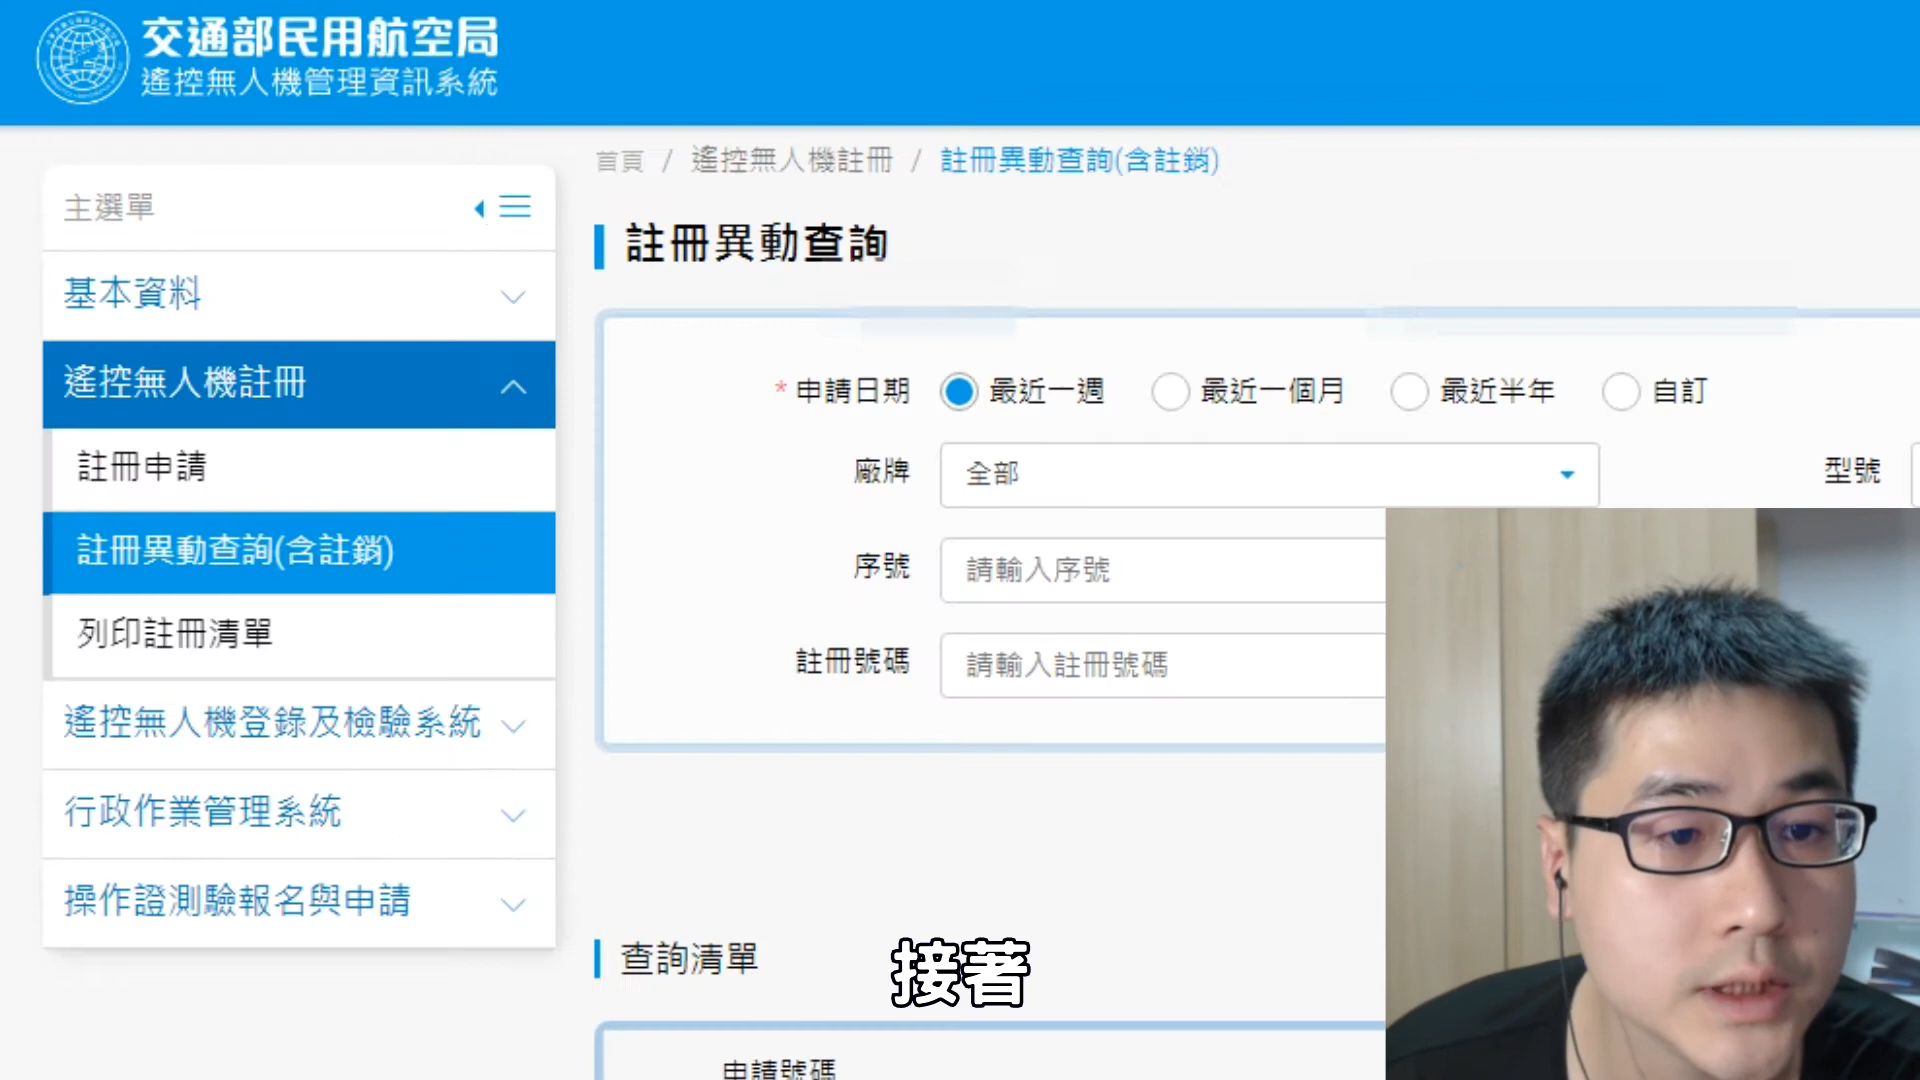 交通部民用航空局
遙控無人機管理資訊系統
首頁 / 遙控無人機註冊 / 註冊異動查詢(含註銷)
主選單
基本資料
遙控無人機註冊
註冊申請
註冊異動查詢(含註銷)
列印註冊清單
遙控無人機登錄及檢驗系統
行政作業管理系統
操作證測驗報名與申請
註冊異動查詢
* 申請日期 最近一週 最近一個月 最近半年 自訂
廠牌 全部 型號
序號 請輸入序號
註冊號碼 請輸入註冊號碼
查詢清單
接著
申請號碼